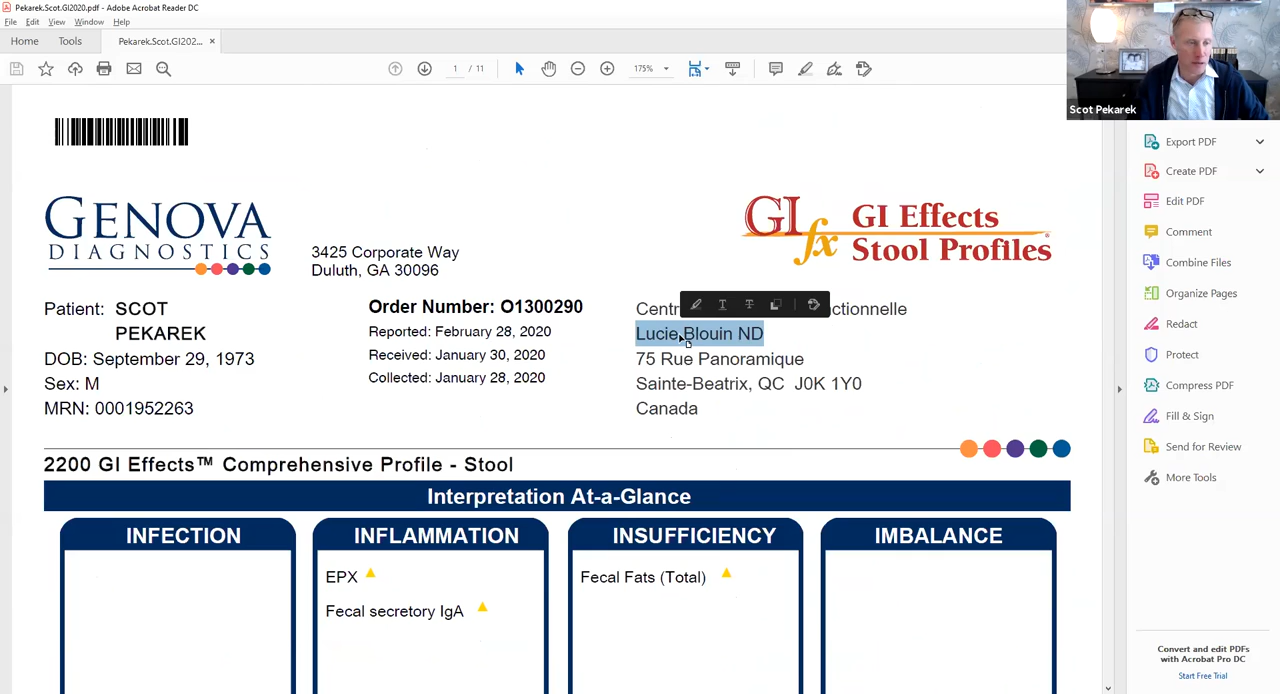 Pekarek.Scot.GI2020.pdf - Adobe Acrobat Reader DC
File Edit View Window Help
Home Tools Pekarek.Scot.GI202... ×
1 / 11 175%
Scot Pekarek
GENOVA
DIAGNOSTICS
3425 Corporate Way
Duluth, GA 30096
GI fx GI Effects
Stool Profiles
Patient: SCOT
PEKAREK
DOB: September 29, 1973
Sex: M
MRN: 0001952263
Order Number: O1300290
Reported: February 28, 2020
Received: January 30, 2020
Collected: January 28, 2020
Lucie Blouin ND
75 Rue Panoramique
Sainte-Beatrix, QC J0K 1Y0
Canada
2200 GI Effects™ Comprehensive Profile - Stool
Interpretation At-a-Glance
INFECTION
INFLAMMATION
EPX
Fecal secretory IgA
INSUFFICIENCY
Fecal Fats (Total)
IMBALANCE
Export PDF
Create PDF
Edit PDF
Comment
Combine Files
Organize Pages
Redact
Protect
Compress PDF
Fill & Sign
Send for Review
More Tools
Convert and edit PDFs
with Acrobat Pro DC
Start Free Trial